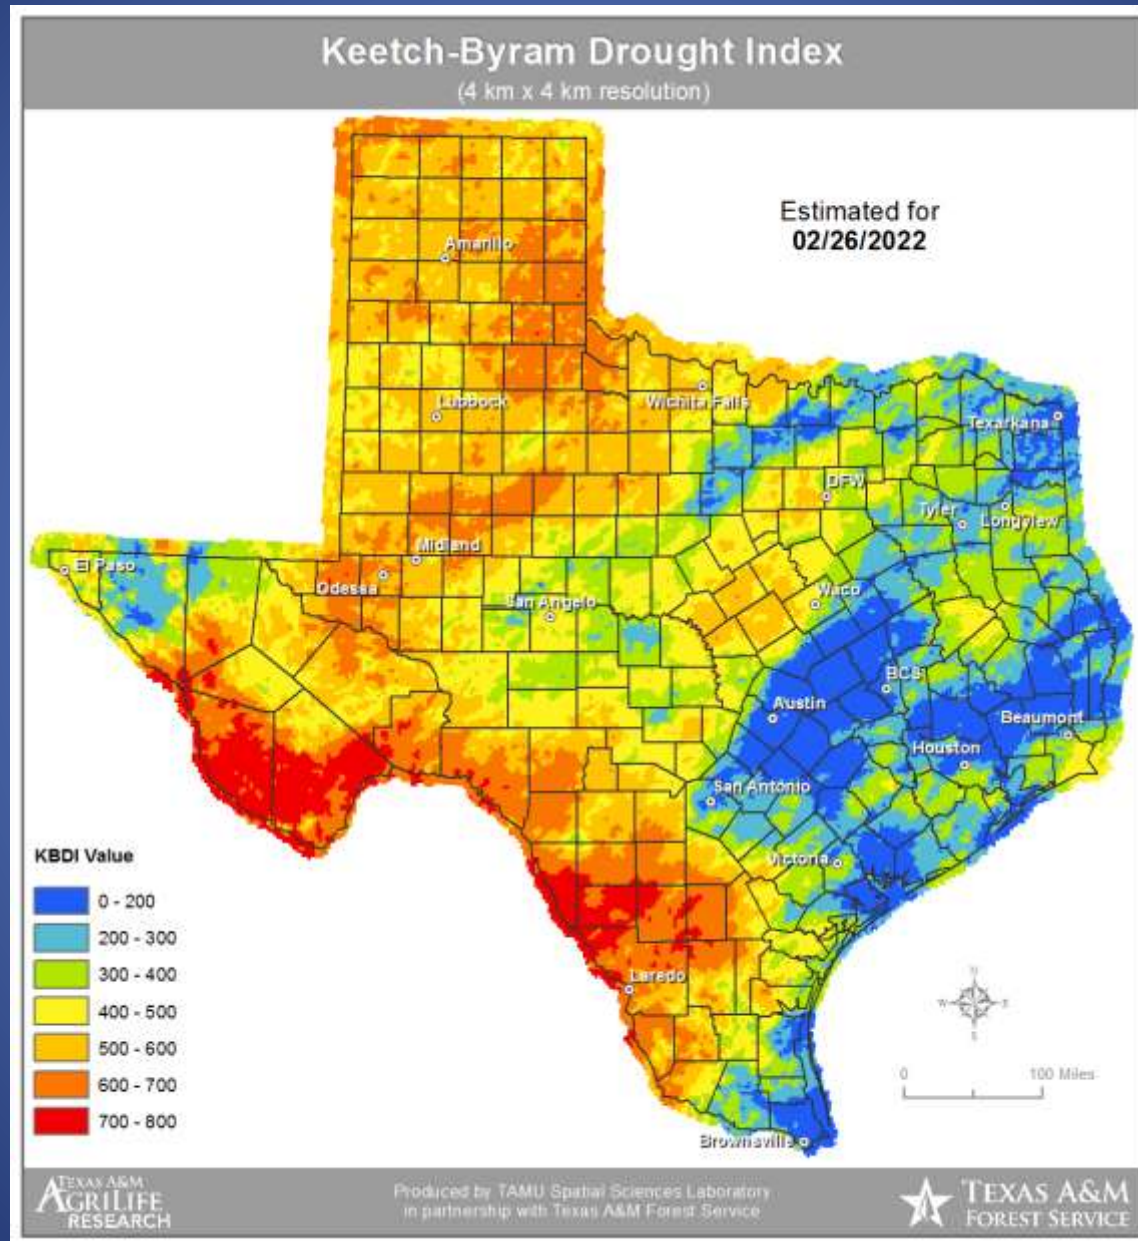 Keetch-Byram Drought Index
(4 km x 4 km resolution)
Estimated for
02/26/2022
Amarillo
Lubbock
Wichita Falls
Texarkana
DFW
Tyler
Longview
Midland
El Paso
Odessa
San Angelo
Waco
BCS
Austin
Beaumont
Houston
San Antonio
Victoria
Laredo
Brownsville
KBDI Value
0 - 200
200 - 300
300 - 400
400 - 500
500 - 600
600 - 700
700 - 800
N
W E
S
0 100 Miles
TEXAS A&M
AGRILIFE
RESEARCH
Produced by TAMU Spatial Sciences Laboratory
in partnership with Texas A&M Forest Service
TEXAS A&M
FOREST SERVICE